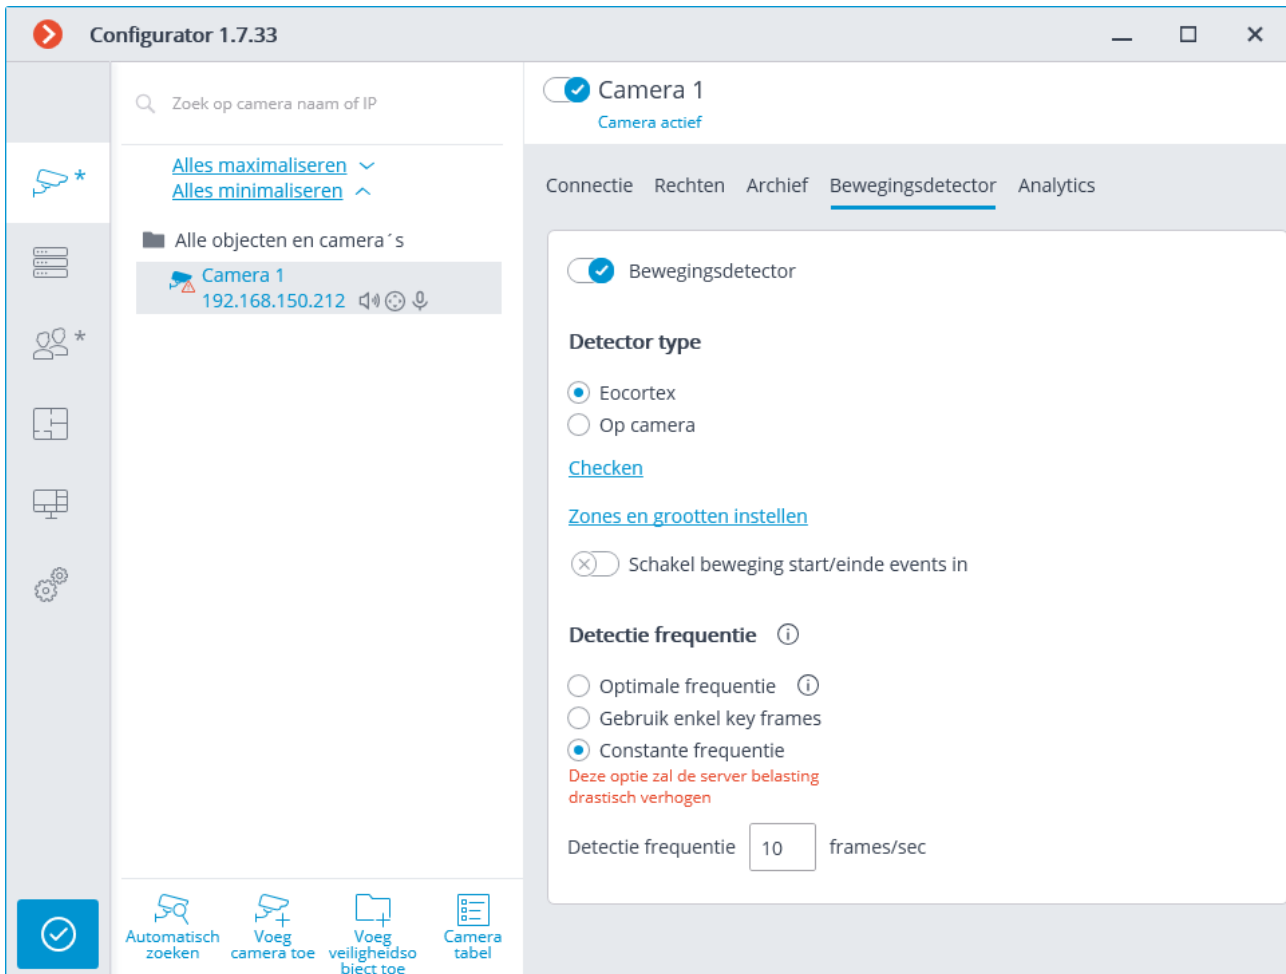 Configurator 1.7.33
Zoek op camera naam of IP
Alles maximaliseren
Alles minimaliseren
Alle objecten en camera´s
Camera 1
192.168.150.212
Automatisch zoeken
Voeg camera toe
Voeg veiligheidso bject toe
Camera tabel
Camera 1
Camera actief
Connectie Rechten Archief Bewegingsdetector Analytics
Bewegingsdetector
Detector type
Eocortex
Op camera
Checken
Zones en grootten instellen
Schakel beweging start/einde events in
Detectie frequentie
Optimale frequentie
Gebruik enkel key frames
Constante frequentie
Deze optie zal de server belasting
drastisch verhogen
Detectie frequentie 10 frames/sec